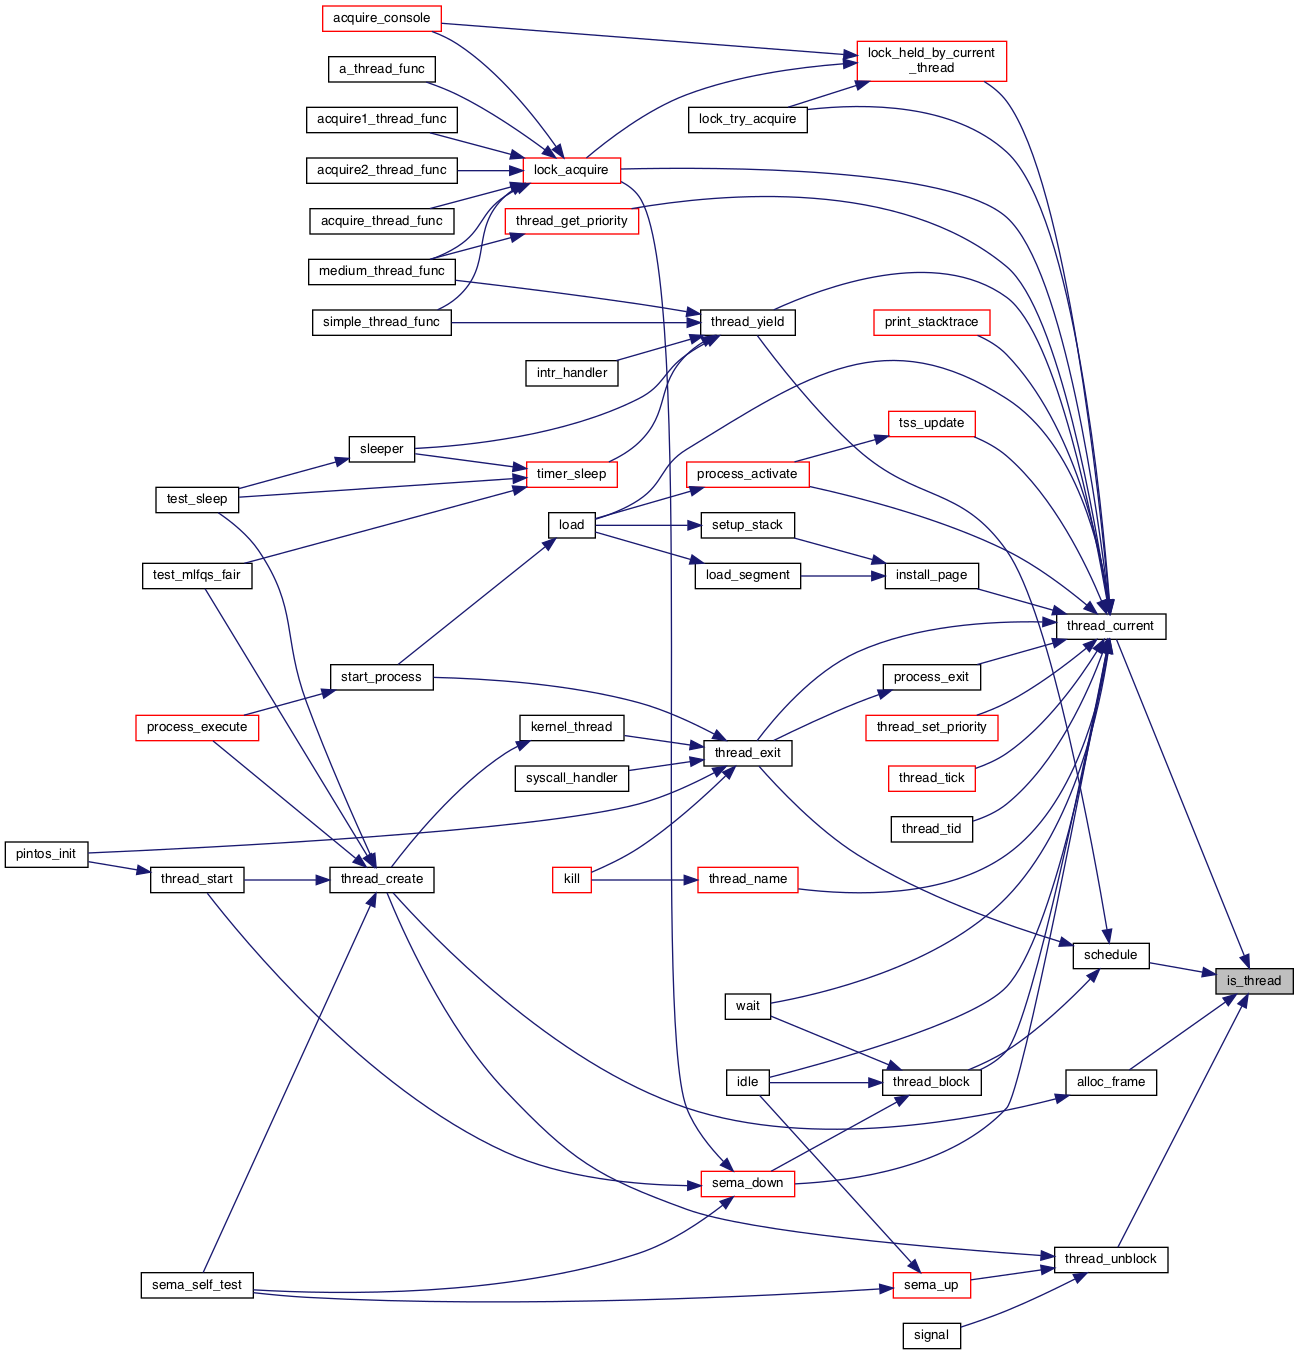 acquire_console
a_thread_func
acquire1_thread_func
acquire2_thread_func
acquire_thread_func
medium_thread_func
simple_thread_func
lock_held_by_current
_thread
lock_try_acquire
lock_acquire
thread_get_priority
thread_yield
print_stacktrace
intr_handler
tss_update
sleeper
timer_sleep
process_activate
test_sleep
load
setup_stack
test_mlfqs_fair
load_segment
install_page
thread_current
start_process
process_exit
process_execute
kernel_thread
thread_set_priority
thread_exit
syscall_handler
thread_tick
thread_tid
pintos_init
thread_start
thread_create
kill
thread_name
schedule
is_thread
wait
idle
thread_block
alloc_frame
sema_down
thread_unblock
sema_self_test
sema_up
signal